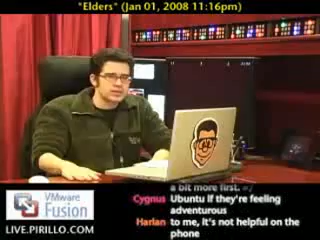 *Elders* (Jan 01, 2008 11:16pm)
a bit more first. =/
Cygnus Ubuntu If they're feeling
adventurous
Harlan to me, It's not helpful on the
phone
VMware
Fusion
LIVE.PIRILLO.COM